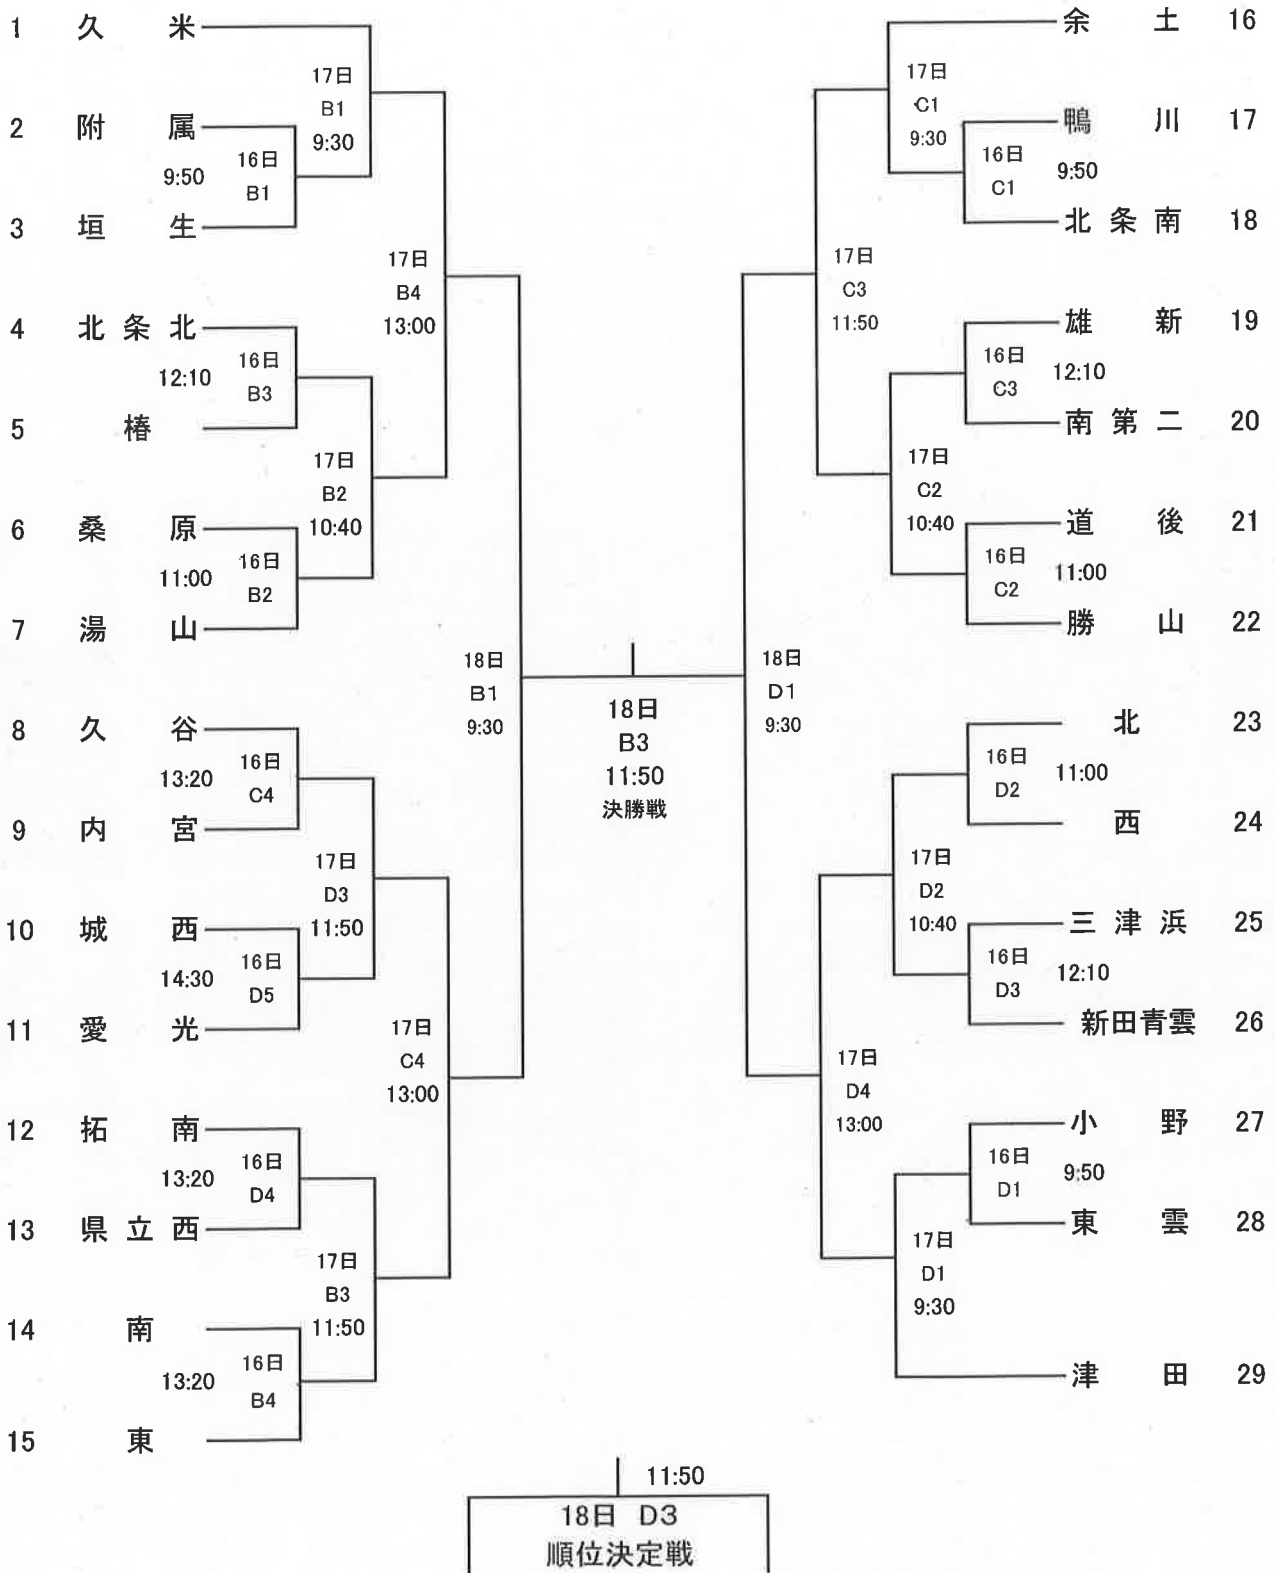 1 久米
17日
B1
9:30
2 附属
9:50
16日
B1
3 垣生
17日
B4
13:00
4 北条北
12:10
16日
B3
5 椿
17日
B2
10:40
6 桑原
11:00
16日
B2
7 湯山
18日
B1
9:30
8 久谷
13:20
16日
C4
9 内宮
17日
D3
11:50
10 城西
14:30
16日
D5
11 愛光
17日
C4
13:00
12 拓南
13:20
16日
D4
13 県立西
17日
B3
11:50
14 南
13:20
16日
B4
15 東
18日
B3
11:50
決勝戦
余土 16
17日
C1
9:30
鴨川 17
16日
C1
9:50
北条南 18
17日
C3
11:50
雄新 19
16日
C3
12:10
南第二 20
17日
C2
10:40
道後 21
16日
C2
11:00
勝山 22
18日
D1
9:30
北 23
16日
D2
11:00
西 24
17日
D2
10:40
三津浜 25
16日
D3
12:10
新田青雲 26
17日
D4
13:00
小野 27
16日
D1
9:50
東雲 28
17日
D1
9:30
津田 29
11:50
18日 D3
順位決定戦